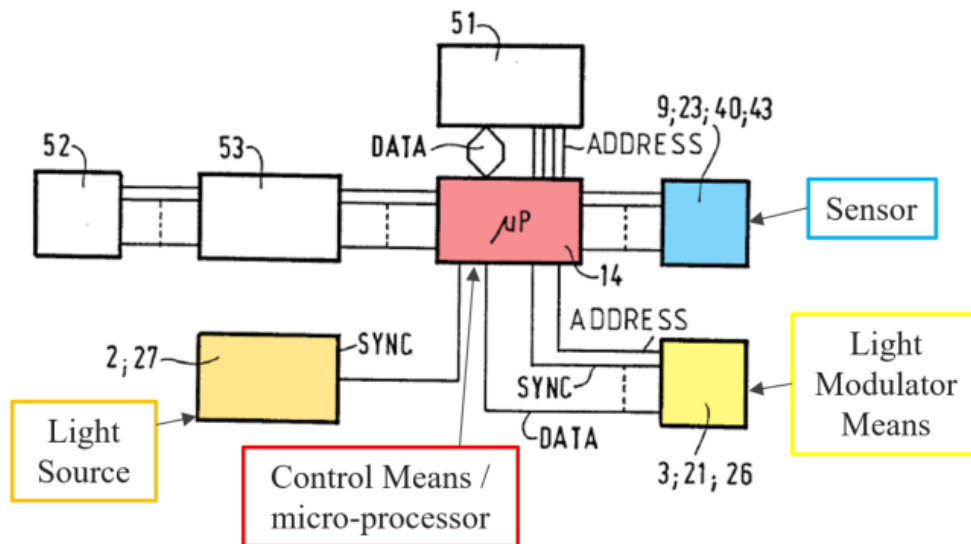 51
9;23;40;43
DATA
ADDRESS
52
53
μP
Sensor
14
ADDRESS
2;27
SYNC
SYNC
Light
Modulator
Means
DATA
Light
Source
Control Means /
micro-processor
3;21;26